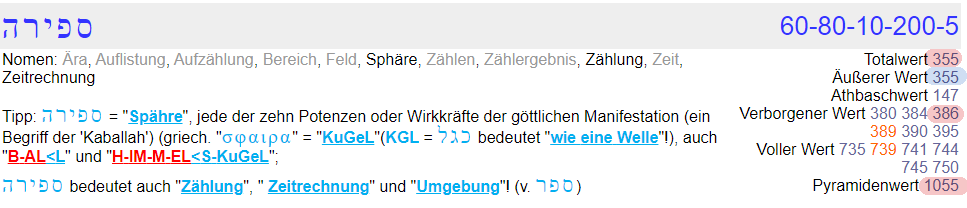 ספירה 60-80-10-200-5
Nomen: Ära, Auflistung, Aufzählung, Bereich, Feld, Sphäre, Zählen, Zählergebnis, Zählung, Zeit,
Zeitrechnung
Tipp: ספירה = "Spähre", jede der zehn Potenzen oder Wirkkräfte der göttlichen Manifestation (ein
Begriff der 'Kaballah') (griech. "σφαιρα" = "KuGeL"(KGL = כגל bedeutet "wie eine Welle"!), auch
"B-AL<L" und "H-IM-M-EL<S-KuGeL";
ספירה bedeutet auch "Zählung", " Zeitrechnung" und "Umgebung"! (v. ספר)
Totalwert 355
Äußerer Wert 355
Athbaschwert 147
Verborgener Wert 380 384 386
389 390 395
Voller Wert 735 739 741 744
745 750
Pyramidenwert 1055